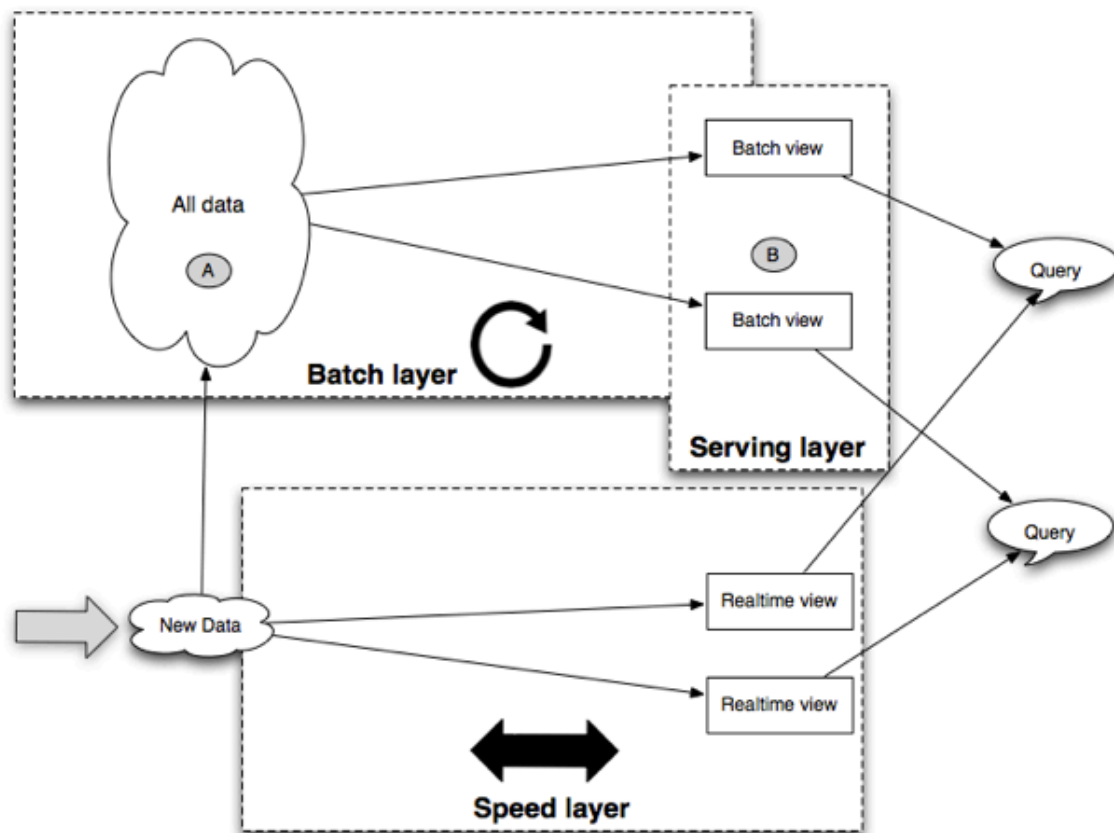 Batch view
All data
A
B
Query
Batch view
Batch layer
Serving layer
Query
Realtime view
New Data
Realtime view
Speed layer